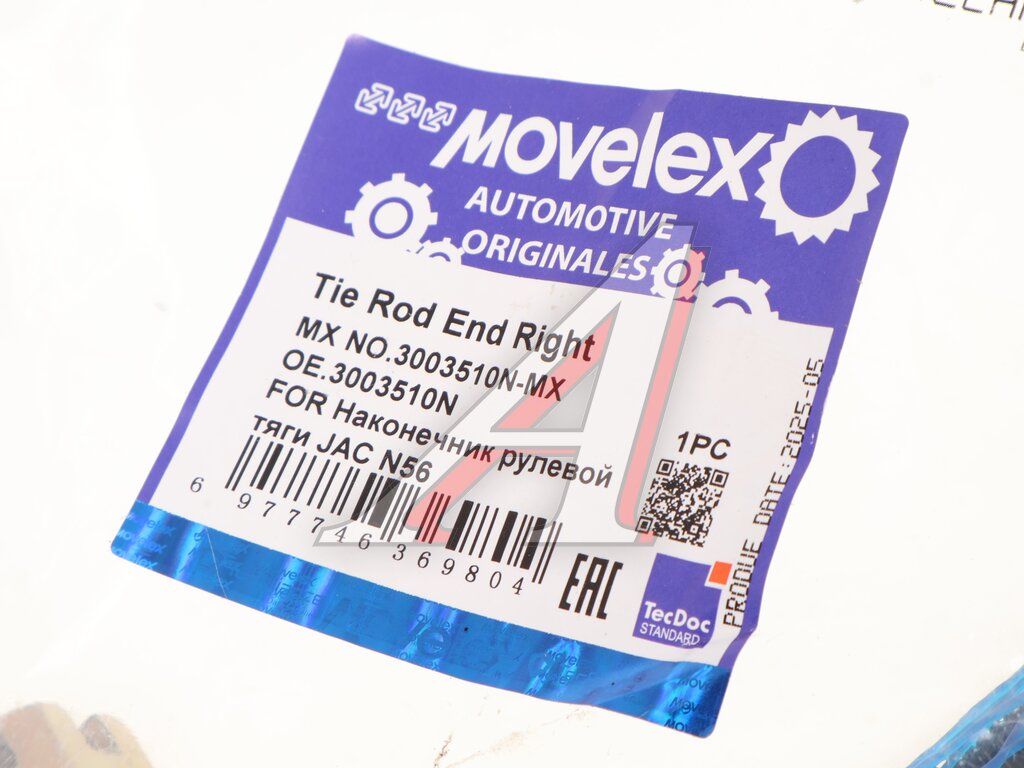 MOVelex
AUTOMOTIVE
ORIGINALES
Tie Rod End Right
MX NO.3003510N-MX
OE.3003510N
FOR Наконечник рулевой
тяги JAC N56
1PC
6 977746 369804
EAC
TecDoc
STANDARD
PRODUE DATE:2025-05